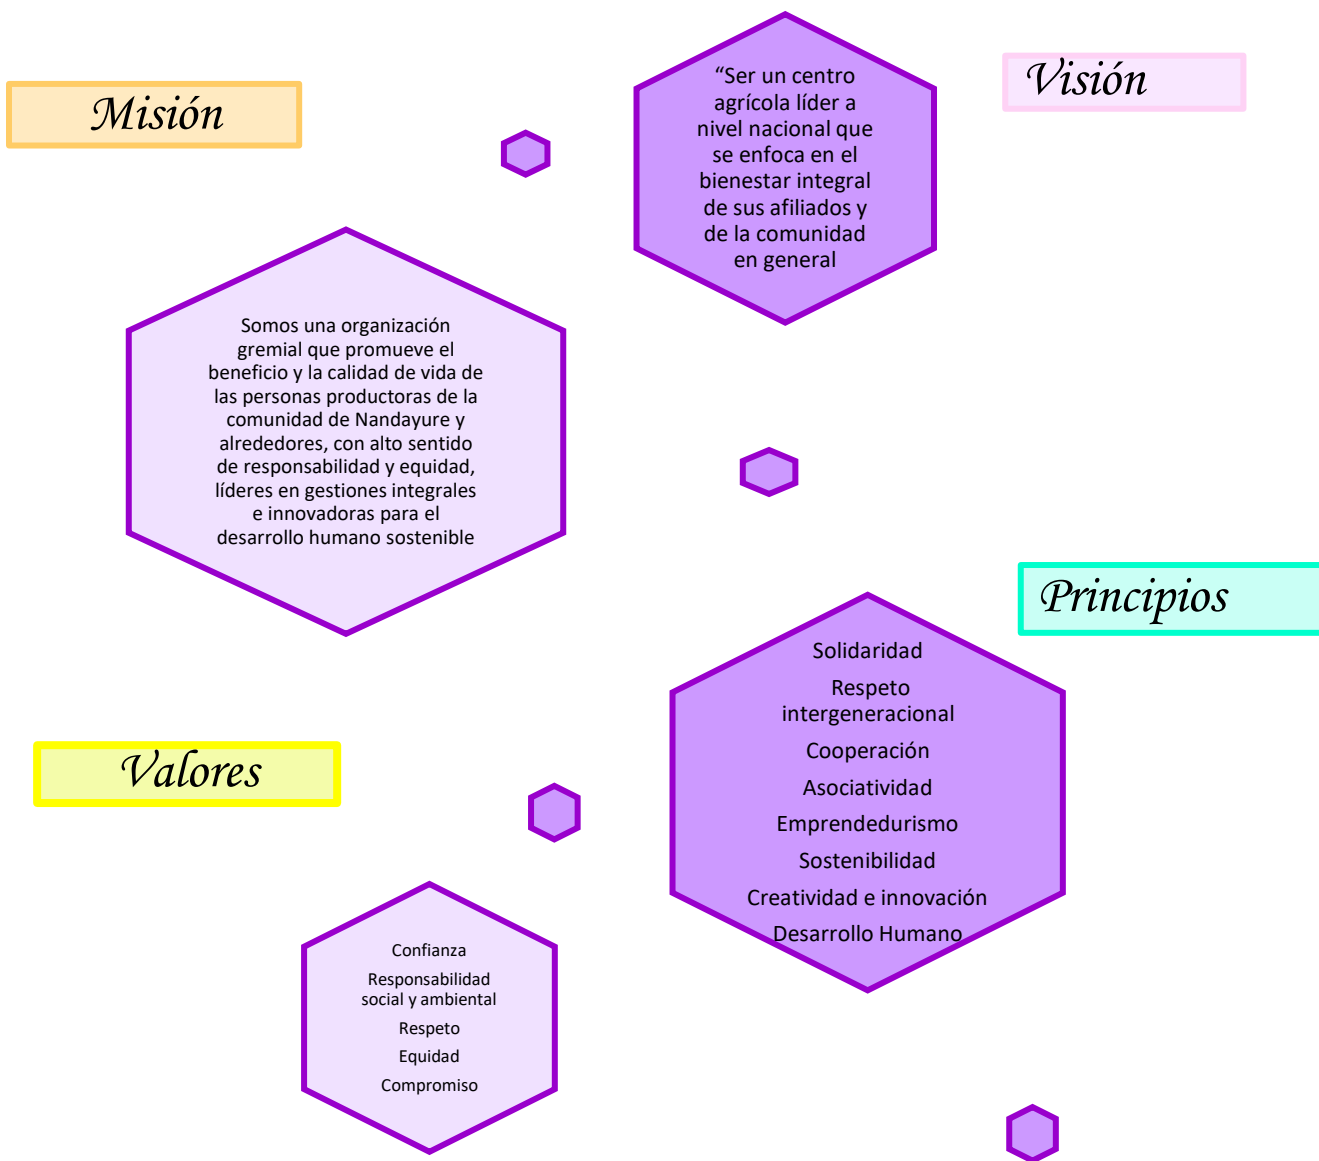 Misión
Somos una organización
gremial que promueve el
beneficio y la calidad de vida de
las personas productoras de la
comunidad de Nandayure y
alrededores, con alto sentido
de responsabilidad y equidad,
líderes en gestiones integrales
e innovadoras para el
desarrollo humano sostenible
Visión
“Ser un centro
agrícola líder a
nivel nacional que
se enfoca en el
bienestar integral
de sus afiliados y
de la comunidad
en general
Valores
Confianza
Responsabilidad
social y ambiental
Respeto
Equidad
Compromiso
Principios
Solidaridad
Respeto
intergeneracional
Cooperación
Asociatividad
Emprendedurismo
Sostenibilidad
Creatividad e innovación
Desarrollo Humano